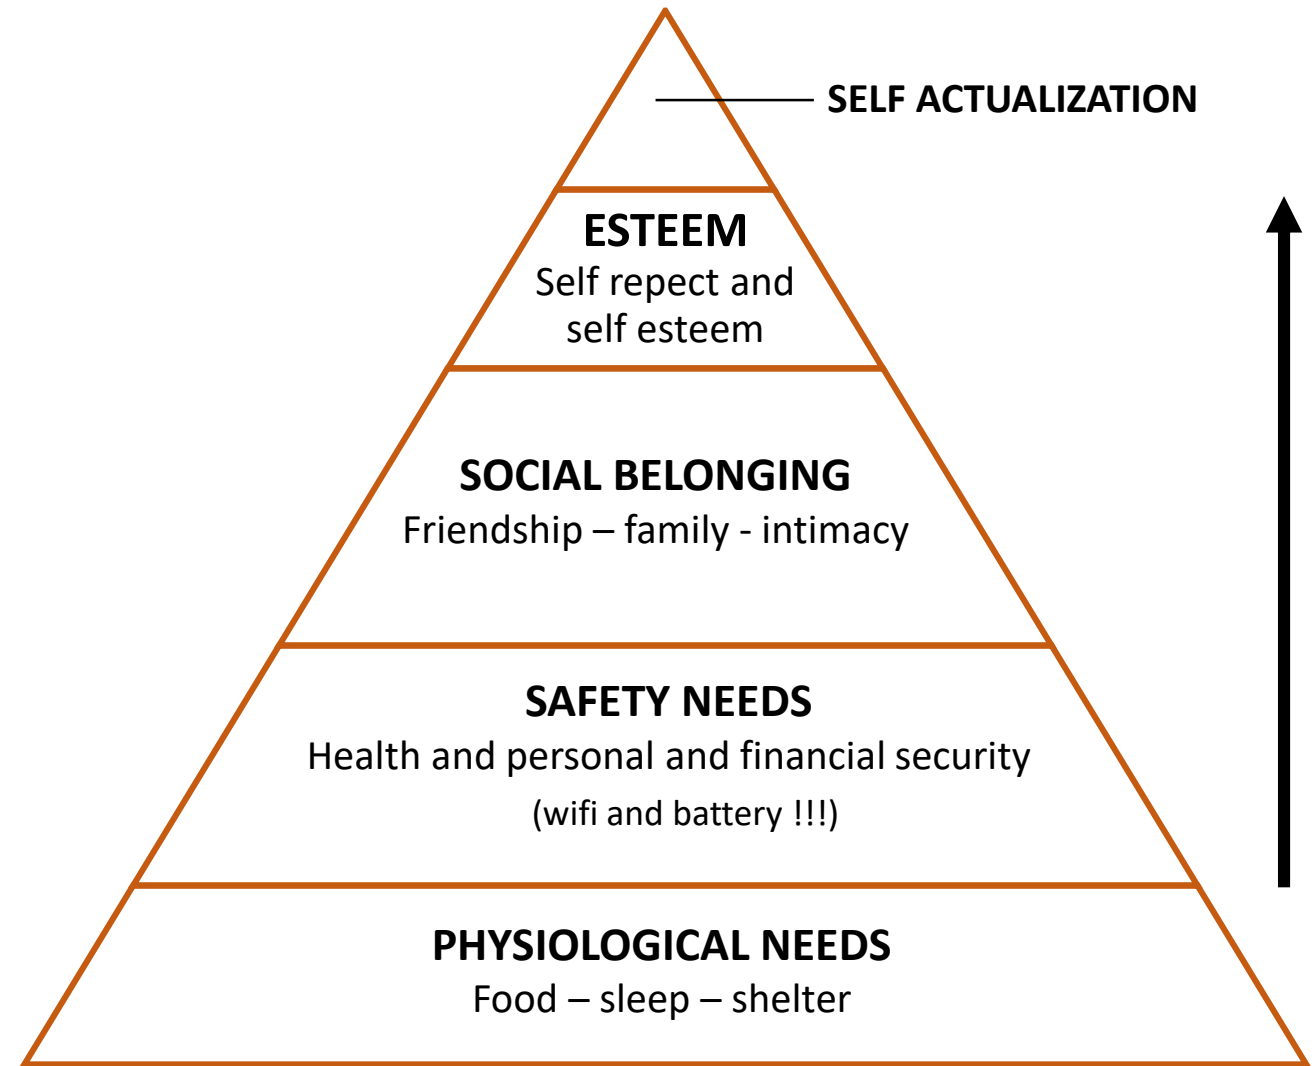 SELF ACTUALIZATION
ESTEEM
Self repect and
self esteem
SOCIAL BELONGING
Friendship – family - intimacy
SAFETY NEEDS
Health and personal and financial security
(wifi and battery !!!)
PHYSIOLOGICAL NEEDS
Food – sleep – shelter